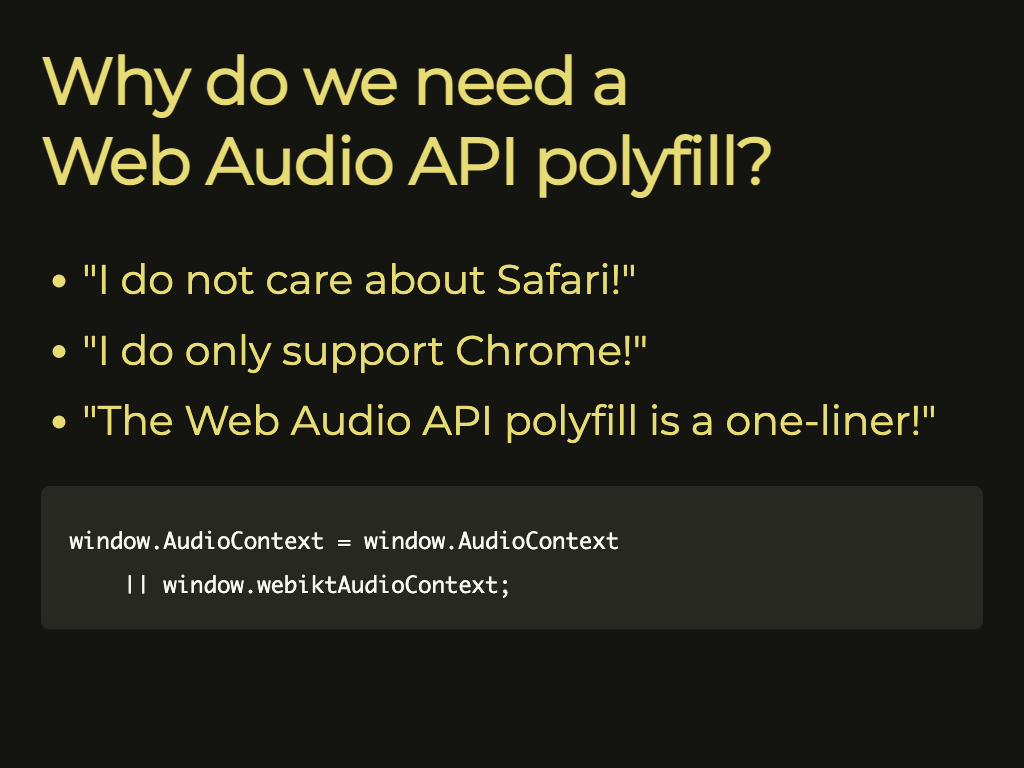 Why do we need a
Web Audio API polyfill?
• "I do not care about Safari!"
• "I do only support Chrome!"
• "The Web Audio API polyfill is a one-liner!"
window.AudioContext = window.AudioContext
    || window.webiktAudioContext;